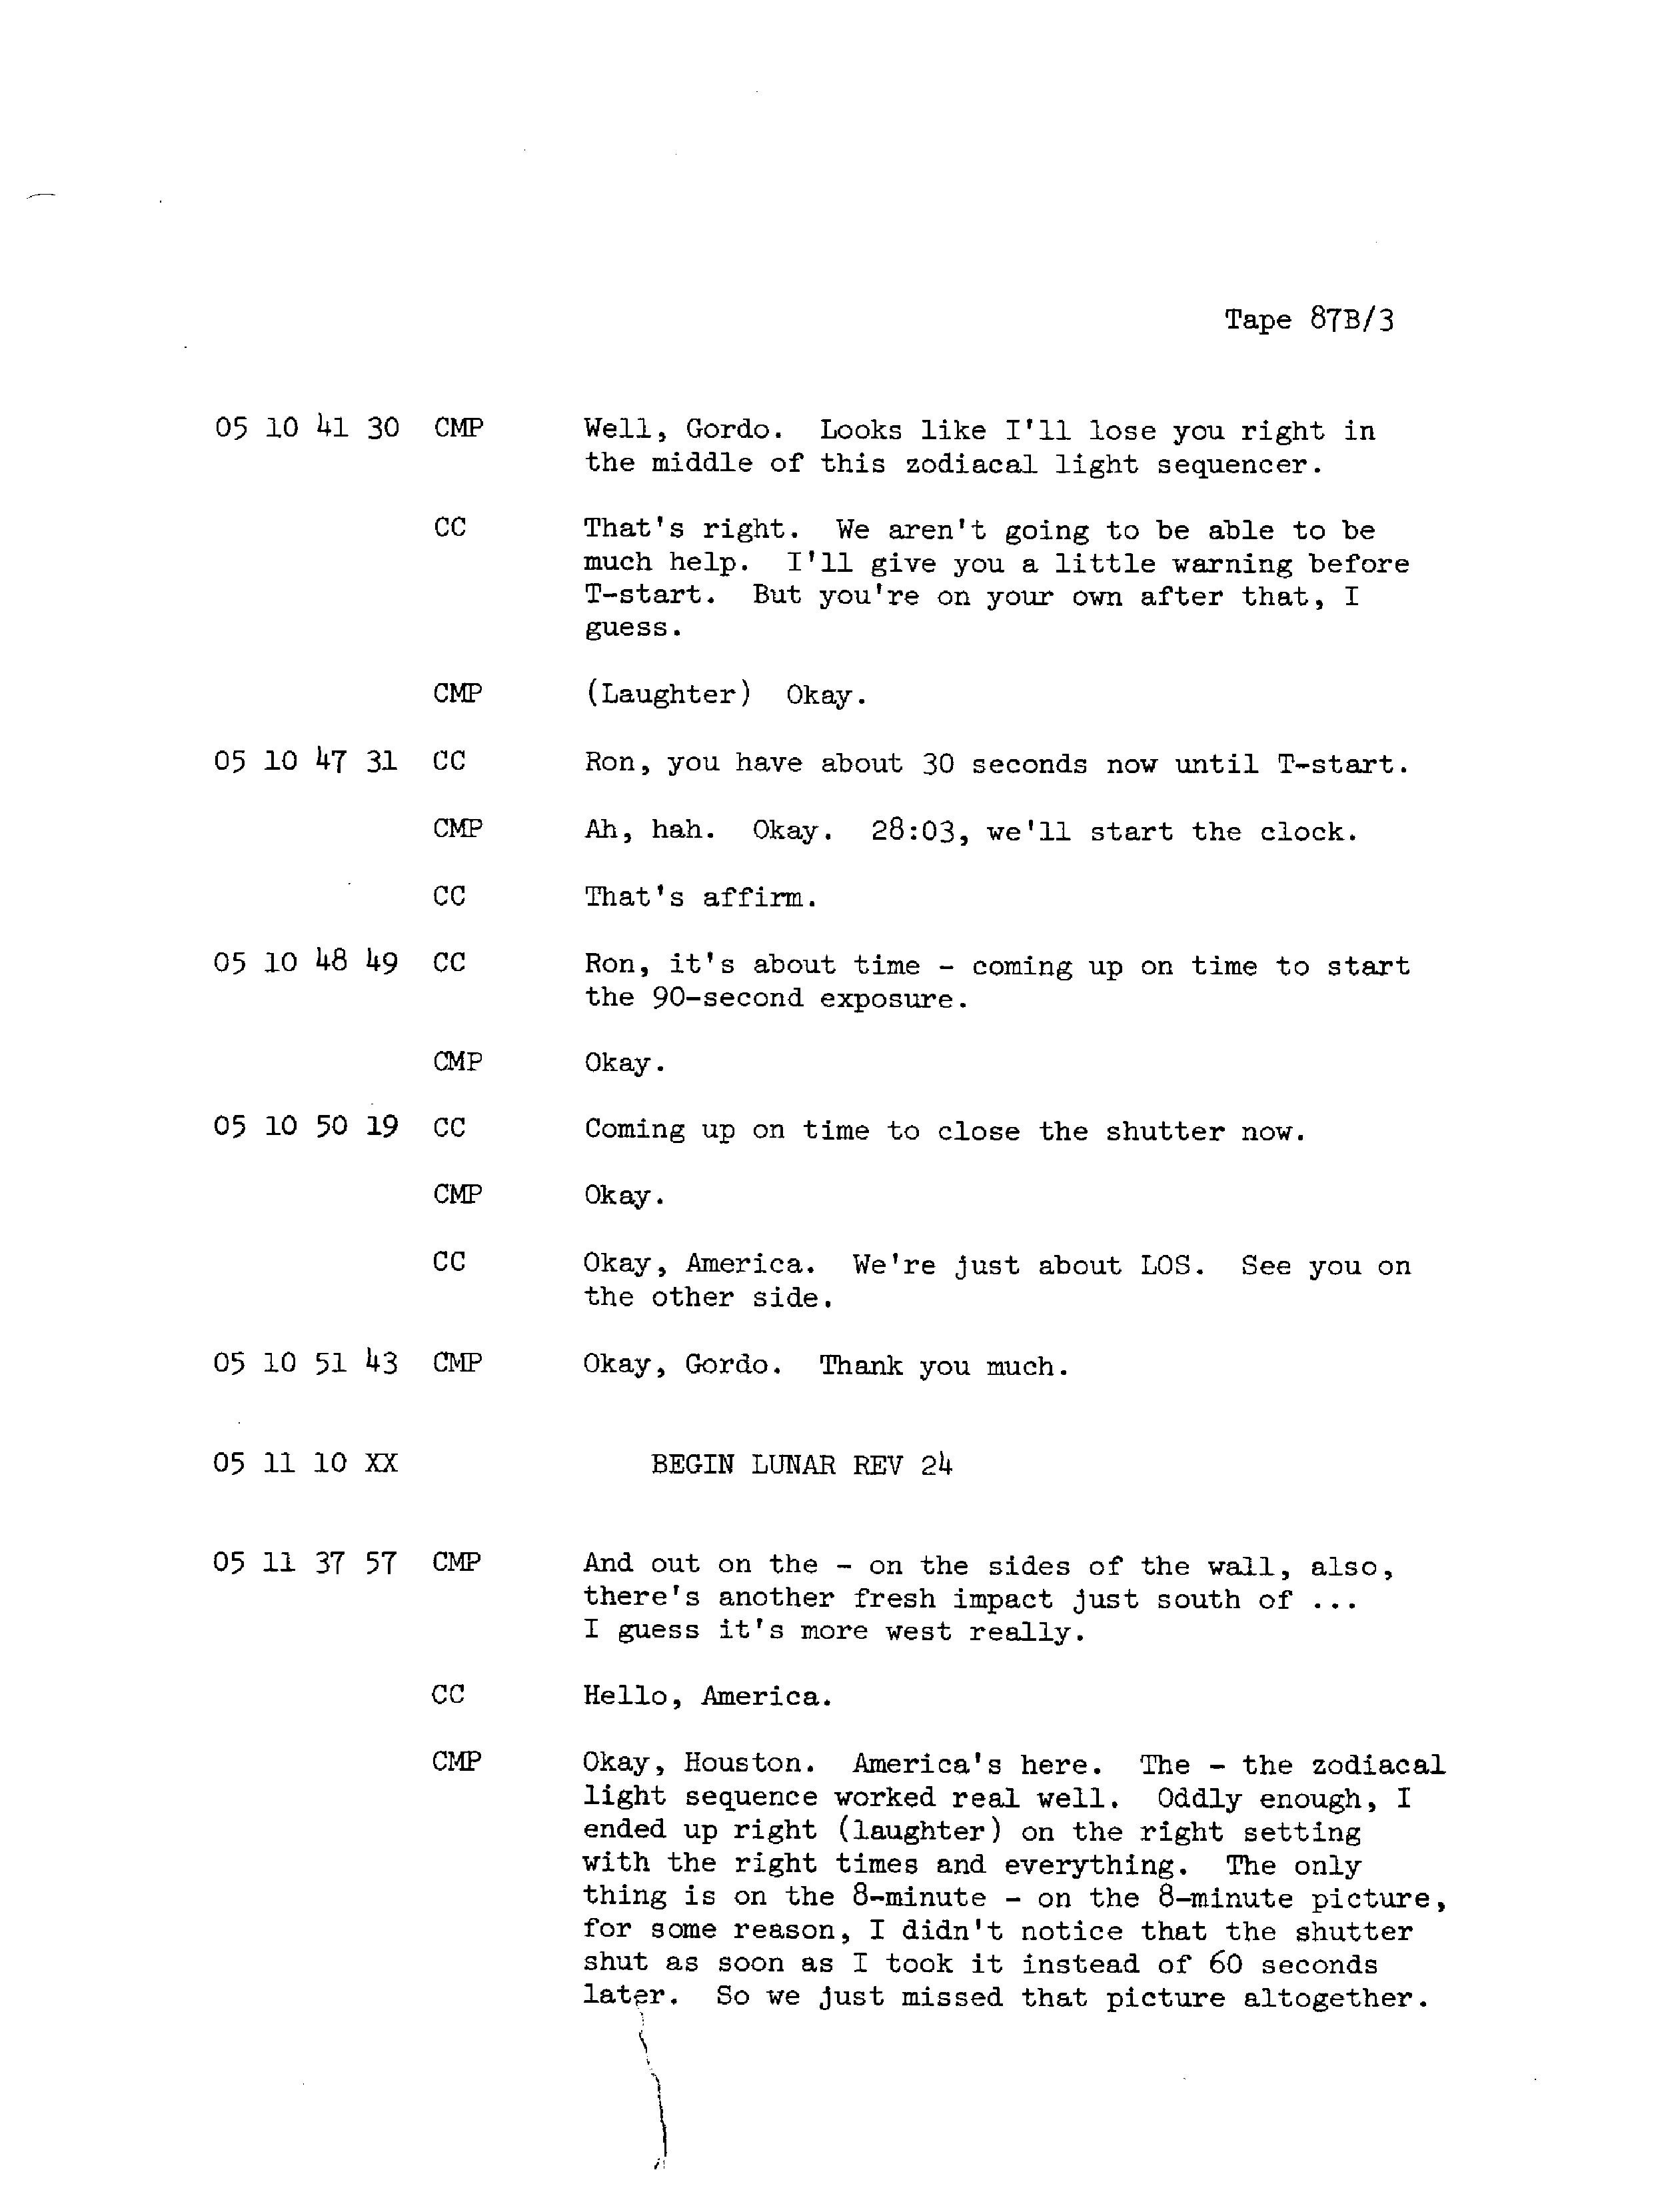 Tape 87B/3
05 10 41 30 CMP Well, Gordo. Looks like I'll lose you right in
the middle of this zodiacal light sequencer.
CC That's right. We aren't going to be able to be
much help. I'll give you a little warning before
T-start. But you're on your own after that, I
guess.
CMP (Laughter) Okay.
05 10 47 31 CC Ron, you have about 30 seconds now until T-start.
CMP Ah, hah. Okay. 28:03, we'll start the clock.
CC That's affirm.
05 10 48 49 CC Ron, it's about time - coming up on time to start
the 90-second exposure.
CMP Okay.
05 10 50 19 CC Coming up on time to close the shutter now.
CMP Okay.
CC Okay, America. We're just about LOS. See you on
the other side.
05 10 51 43 CMP Okay, Gordo. Thank you much.
05 11 10 XX BEGIN LUNAR REV 24
05 11 37 57 CMP And out on the - on the sides of the wall, also,
there's another fresh impact just south of ...
I guess it's more west really.
CC Hello, America.
CMP Okay, Houston. America's here. The - the zodiacal
light sequence worked real well. Oddly enough, I
ended up right (laughter) on the right setting
with the right times and everything. The only
thing is on the 8-minute - on the 8-minute picture,
for some reason, I didn't notice that the shutter
shut as soon as I took it instead of 60 seconds
later. So we just missed that picture altogether.